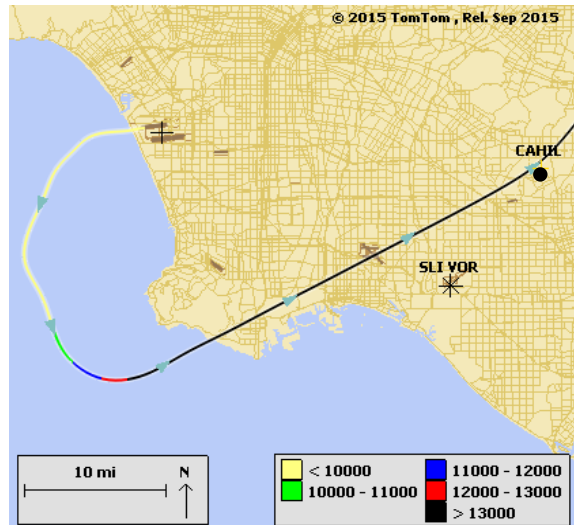 © 2015 TomTom , Rel. Sep 2015
CAHIL
SLI VOR
10 mi
N
< 10000
11000 - 12000
10000 - 11000
12000 - 13000
> 13000